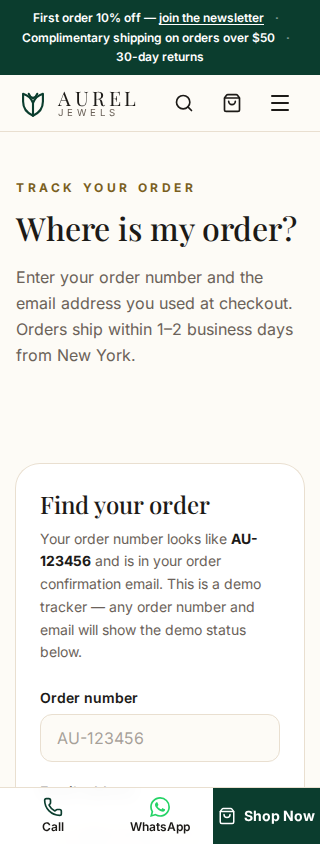 First order 10% off — join the newsletter ·
Complimentary shipping on orders over $50 ·
30-day returns
AUREL
JEWELS
TRACK YOUR ORDER
Where is my order?
Enter your order number and the
email address you used at checkout.
Orders ship within 1–2 business days
from New York.
Find your order
Your order number looks like AU-
123456 and is in your order
confirmation email. This is a demo
tracker — any order number and
email will show the demo status
below.
Order number
AU-123456
Call
WhatsApp
Shop Now